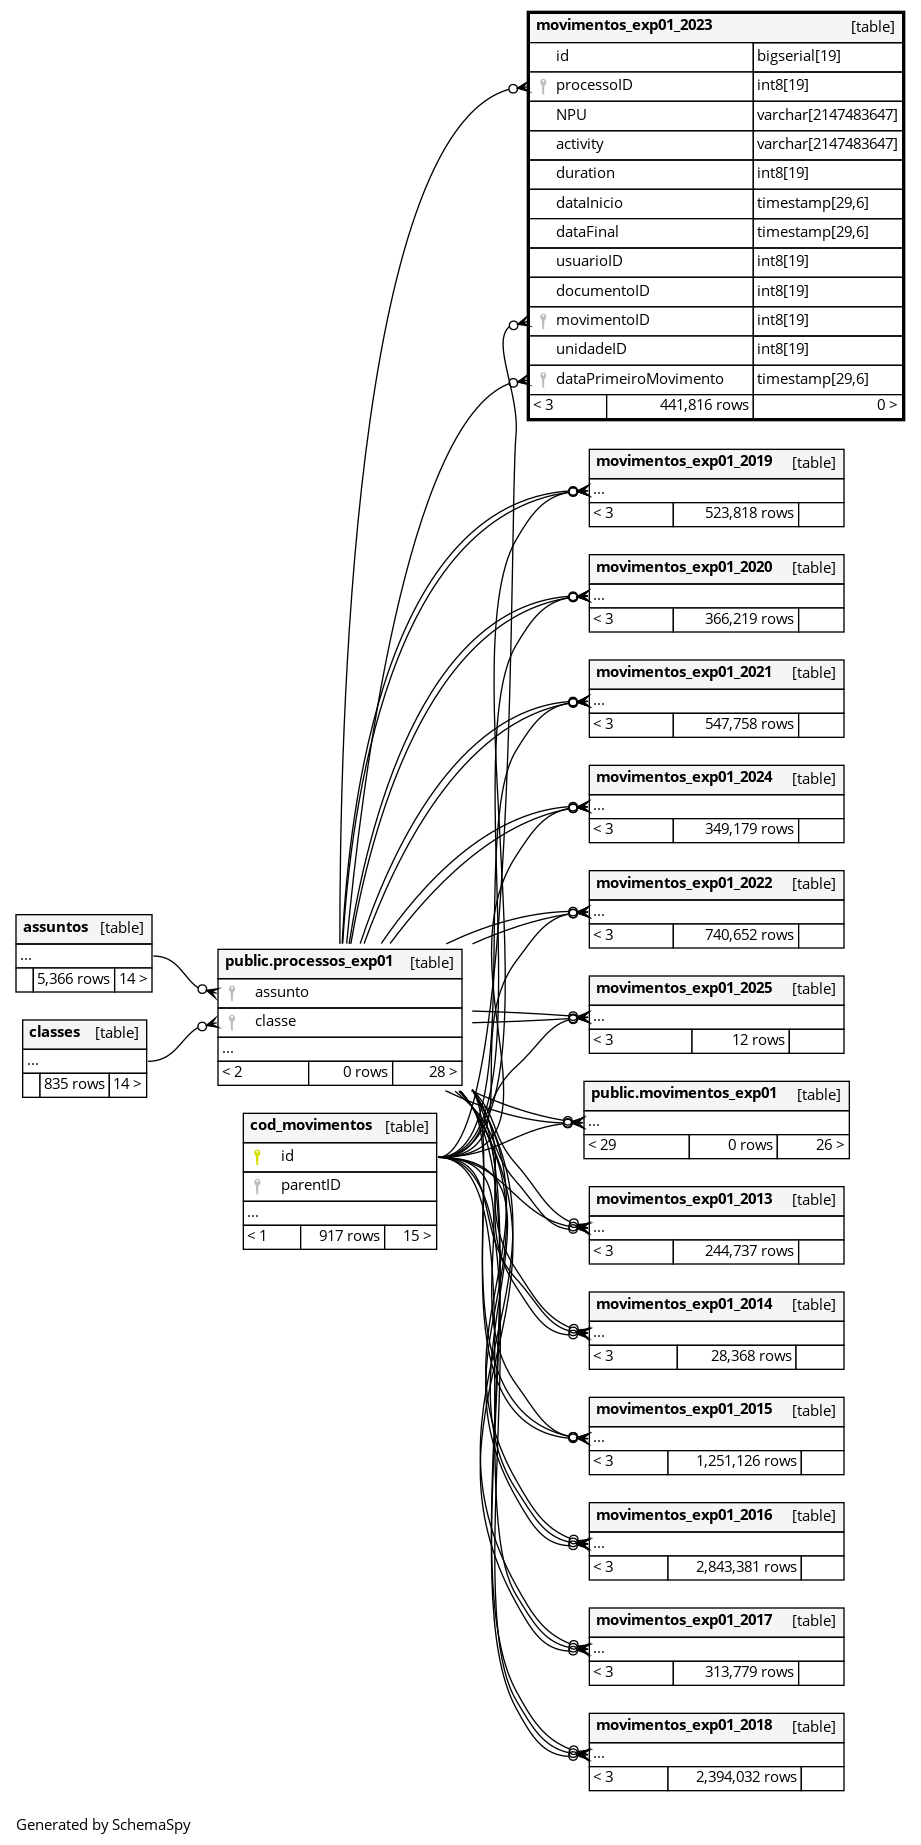 movimentos_exp01_2023 [table]
id bigserial[19]
processoID int8[19]
NPU varchar[2147483647]
activity varchar[2147483647]
duration int8[19]
dataInicio timestamp[29,6]
dataFinal timestamp[29,6]
usuarioID int8[19]
documentoID int8[19]
movimentoID int8[19]
unidadeID int8[19]
dataPrimeiroMovimento timestamp[29,6]
< 3 441,816 rows 0 >
movimentos_exp01_2019 [table]
...
< 3 523,818 rows
movimentos_exp01_2020 [table]
...
< 3 366,219 rows
movimentos_exp01_2021 [table]
...
< 3 547,758 rows
movimentos_exp01_2024 [table]
...
< 3 349,179 rows
movimentos_exp01_2022 [table]
...
< 3 740,652 rows
assuntos [table]
...
5,366 rows 14 >
classes [table]
...
835 rows 14 >
public.processos_exp01 [table]
assunto
classe
...
< 2 0 rows 28 >
cod_movimentos [table]
id
parentID
...
< 1 917 rows 15 >
movimentos_exp01_2025 [table]
...
< 3 12 rows
public.movimentos_exp01 [table]
...
< 29 0 rows 26 >
movimentos_exp01_2013 [table]
...
< 3 244,737 rows
movimentos_exp01_2014 [table]
...
< 3 28,368 rows
movimentos_exp01_2015 [table]
...
< 3 1,251,126 rows
movimentos_exp01_2016 [table]
...
< 3 2,843,381 rows
movimentos_exp01_2017 [table]
...
< 3 313,779 rows
movimentos_exp01_2018 [table]
...
< 3 2,394,032 rows
Generated by SchemaSpy